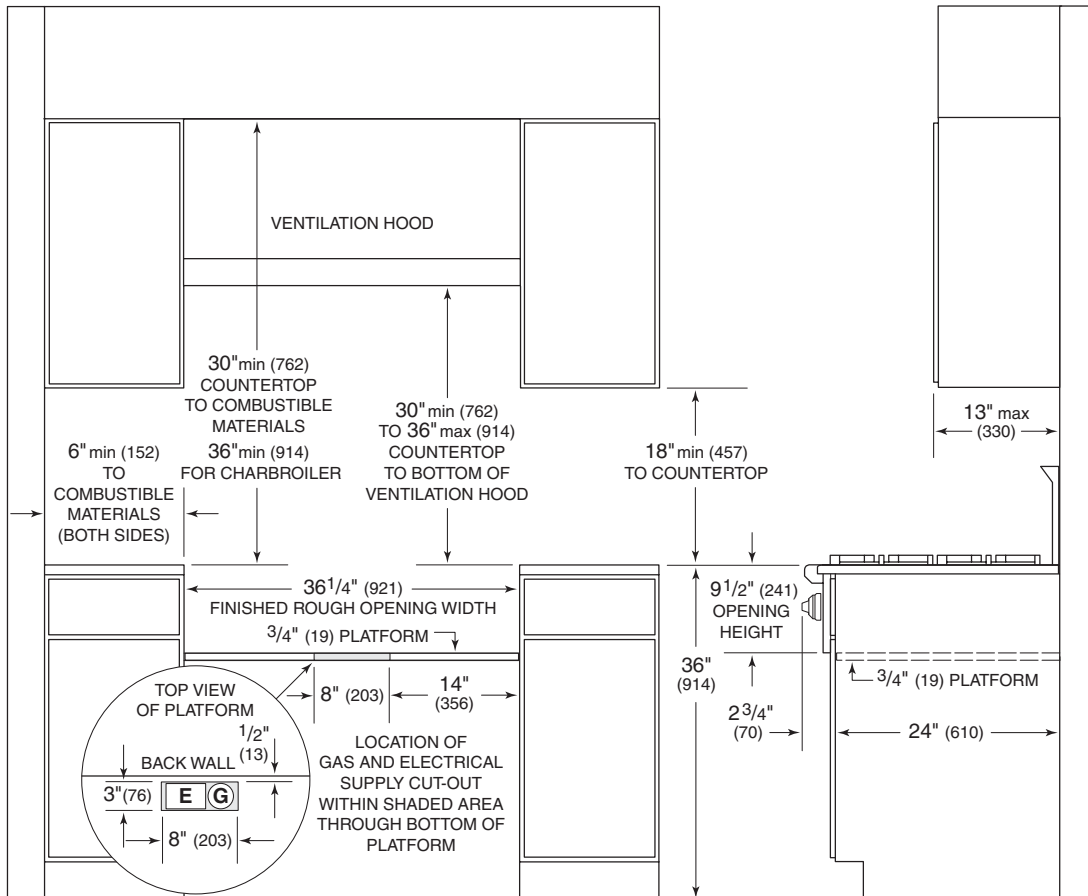 VENTILATION HOOD
30" min (762)
COUNTERTOP
TO COMBUSTIBLE
MATERIALS
36" min (914)
FOR CHARBROILER
30" min (762)
TO 36" max (914)
COUNTERTOP
TO BOTTOM OF
VENTILATION HOOD
6" min (152)
TO
COMBUSTIBLE
MATERIALS
(BOTH SIDES)
18" min (457)
TO COUNTERTOP
13" max
(330)
36 1/4" (921)
FINISHED ROUGH OPENING WIDTH
3/4" (19) PLATFORM
9 1/2" (241)
OPENING
HEIGHT
36"
(914)
3/4" (19) PLATFORM
2 3/4"
(70)
24" (610)
8" (203)
14"
(356)
LOCATION OF
GAS AND ELECTRICAL
SUPPLY CUT-OUT
WITHIN SHADED AREA
THROUGH BOTTOM OF
PLATFORM
TOP VIEW
OF PLATFORM
1/2"
(13)
BACK WALL
3" (76)
E G
8" (203)